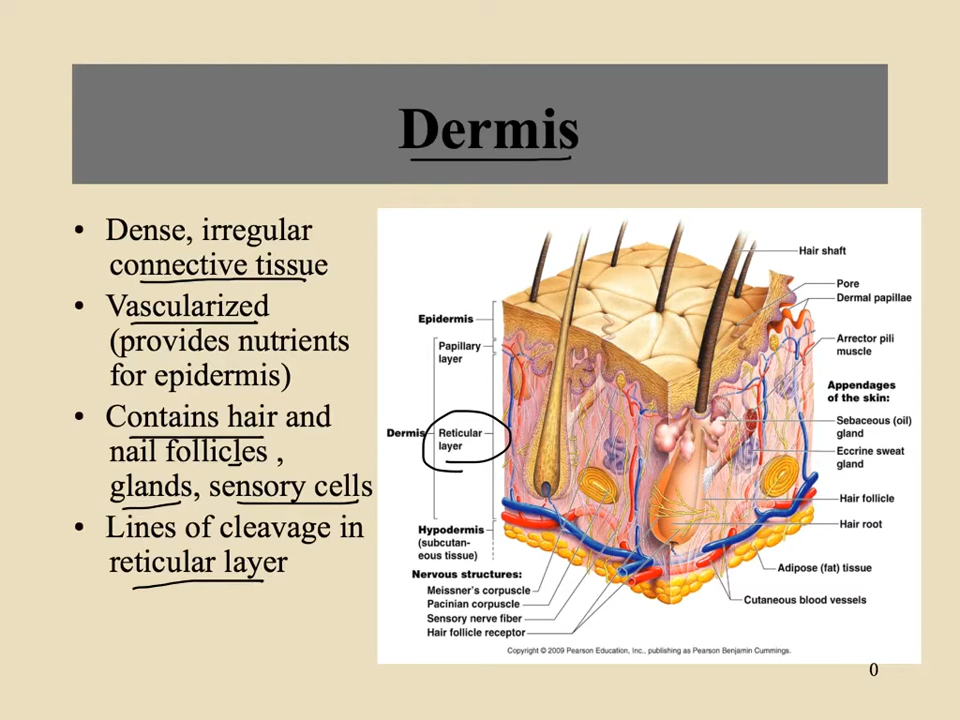 Dermis
• Dense, irregular
connective tissue
• Vascularized
(provides nutrients
for epidermis)
• Contains hair and
nail follicles ,
glands, sensory cells
• Lines of cleavage in
reticular layer
Epidermis
Papillary
layer
Dermis
Reticular
layer
Hypodermis
(subcutan-
eous tissue)
Nervous structures:
Meissner's corpuscle
Pacinian corpuscle
Sensory nerve fiber
Hair follicle receptor
Hair shaft
Pore
Dermal papillae
Arrector pili
muscle
Appendages
of the skin:
Sebaceous (oil)
gland
Eccrine sweat
gland
Hair follicle
Hair root
Adipose (fat) tissue
Cutaneous blood vessels
Copyright © 2009 Pearson Education, Inc., publishing as Pearson Benjamin Cummings.
0